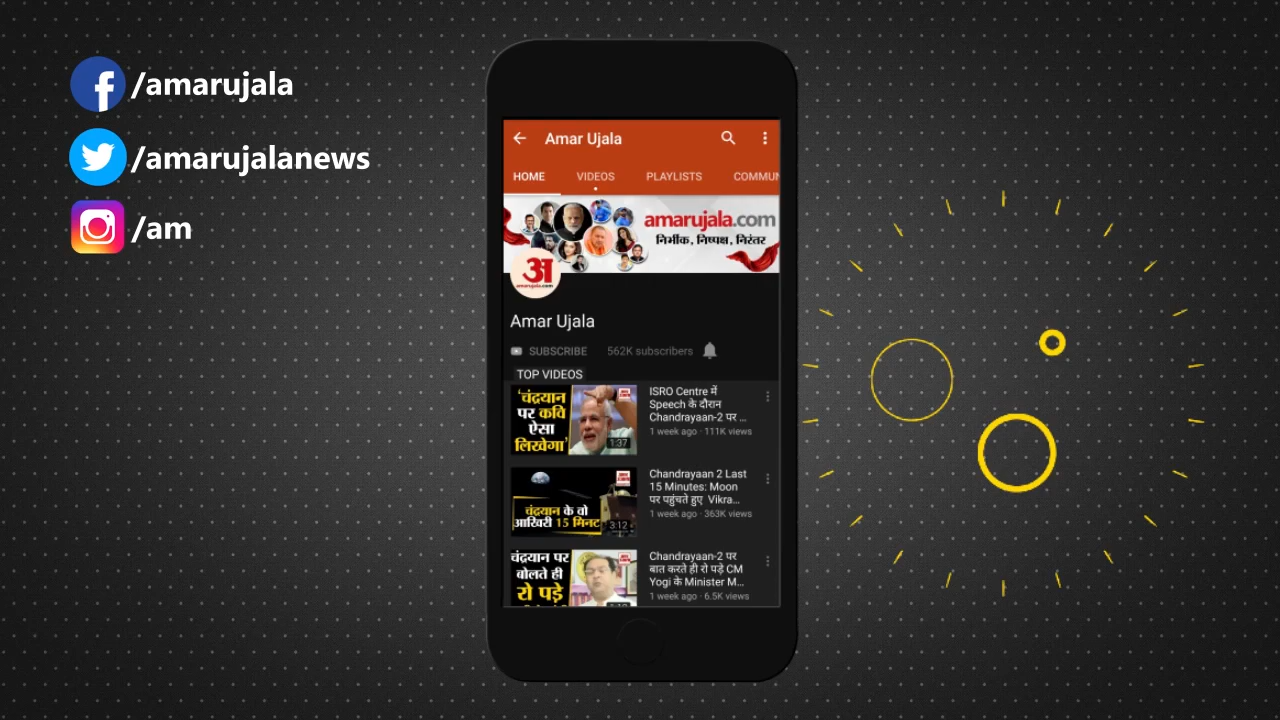 /amarujala
/amarujalanews
/am
Amar Ujala
HOME VIDEOS PLAYLISTS COMMUN
amarujala.com
निर्भीक, निष्पक्ष, निरंतर
अ
amarujala.com
Amar Ujala
SUBSCRIBE 562K subscribers
TOP VIDEOS
'चंद्रयान
पर कवि
ऐसा
लिखेगा'
1:37
ISRO Centre में
Speech के दौरान
Chandrayaan-2 पर ...
1 week ago · 111K views
चंद्रयान के वो
आखिरी 15 मिनट
3:12
Chandrayaan 2 Last
15 Minutes: Moon
पर पहुंचते हुए Vikra...
1 week ago · 363K views
चंद्रयान पर
बोलते ही
रो पड़े
Chandrayaan-2 पर
बात करते ही रो पड़े CM
Yogi के Minister M...
1 week ago · 6.5K views